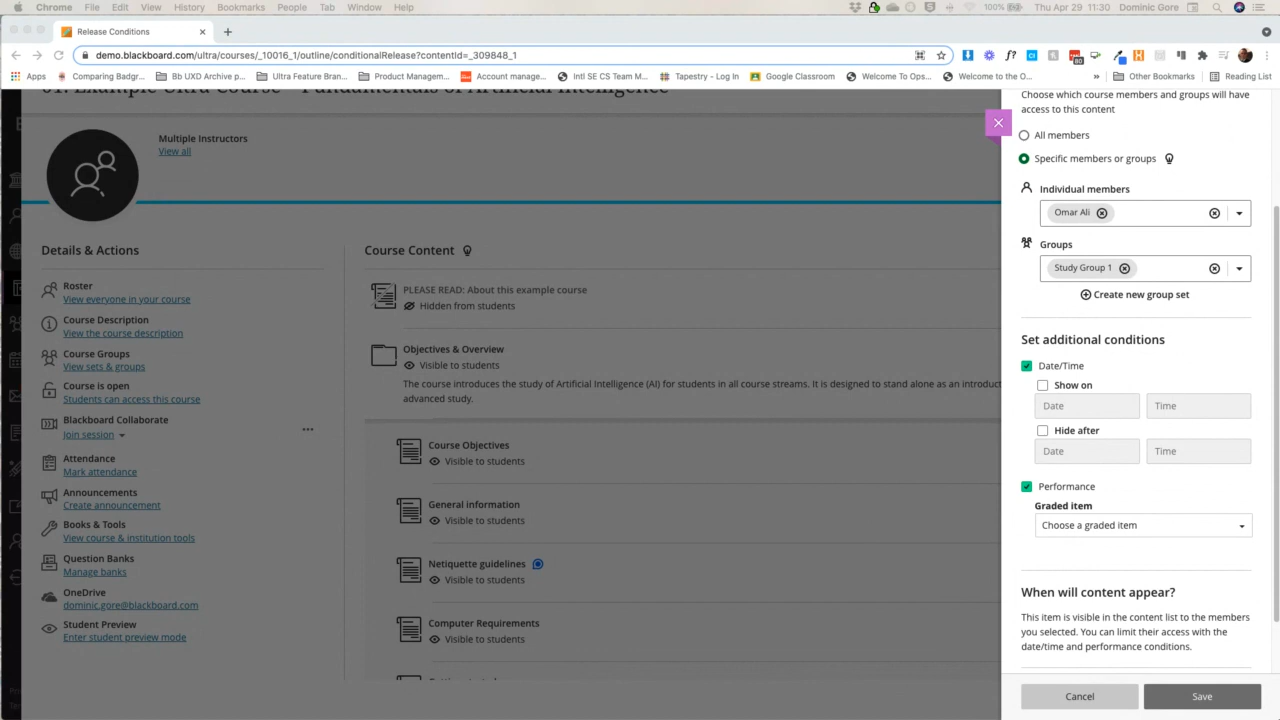 Chrome File Edit View History Bookmarks People Tab Window Help 100% Thu Apr 29 11:30 Dominic Gore
Release Conditions
demo.blackboard.com/ultra/courses/_10016_1/outline/conditionalRelease?contentId=_309848_1
Apps Comparing Badgr... Bb UXD Archive p... Ultra Feature Bran... Product Managem... Account manage... Intl SE CS Team M... Tapestry - Log In Google Classroom Welcome To Ops... Welcome to the O... » Other Bookmarks Reading List
01. Example Ultra Course - Fundamentals of Artificial Intelligence
Multiple Instructors
View all
Details & Actions
Roster
View everyone in your course
Course Description
View the course description
Course Groups
View sets & groups
Course is open
Students can access this course
Blackboard Collaborate
Join session
Attendance
Mark attendance
Announcements
Create announcement
Books & Tools
View course & institution tools
Question Banks
Manage banks
OneDrive
dominic.gore@blackboard.com
Student Preview
Enter student preview mode
Course Content
PLEASE READ: About this example course
Hidden from students
Objectives & Overview
Visible to students
The course introduces the study of Artificial Intelligence (AI) for students in all course streams. It is designed to stand alone as an introduct
advanced study.
Course Objectives
Visible to students
General information
Visible to students
Netiquette guidelines
Visible to students
Computer Requirements
Visible to students
Choose which course members and groups will have
access to this content
All members
Specific members or groups
Individual members
Omar Ali
Groups
Study Group 1
Create new group set
Set additional conditions
Date/Time
Show on
Date Time
Hide after
Date Time
Performance
Graded item
Choose a graded item
When will content appear?
This item is visible in the content list to the members
you selected. You can limit their access with the
date/time and performance conditions.
Cancel Save